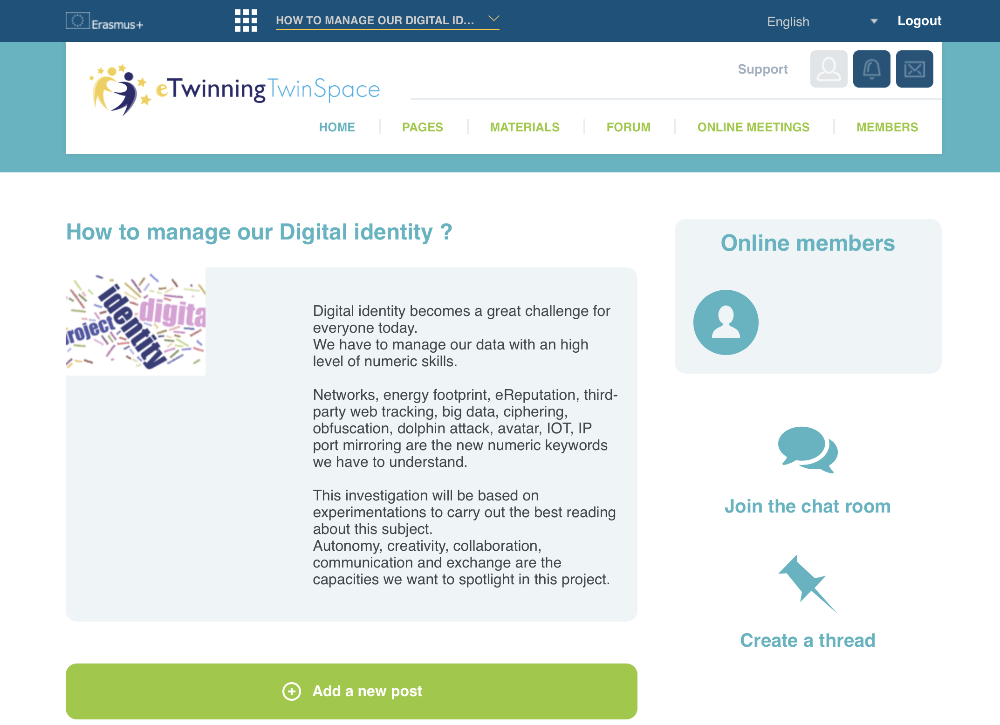 Erasmus+
HOW TO MANAGE OUR DIGITAL ID...
English
Logout
eTwinning TwinSpace
Support
HOME
PAGES
MATERIALS
FORUM
ONLINE MEETINGS
MEMBERS
How to manage our Digital identity ?
identity
digita
roject
Digital identity becomes a great challenge for
everyone today.
We have to manage our data with an high
level of numeric skills.
Networks, energy footprint, eReputation, third-
party web tracking, big data, ciphering,
obfuscation, dolphin attack, avatar, IOT, IP
port mirroring are the new numeric keywords
we have to understand.
This investigation will be based on
experimentations to carry out the best reading
about this subject.
Autonomy, creativity, collaboration,
communication and exchange are the
capacities we want to spotlight in this project.
Add a new post
Online members
Join the chat room
Create a thread